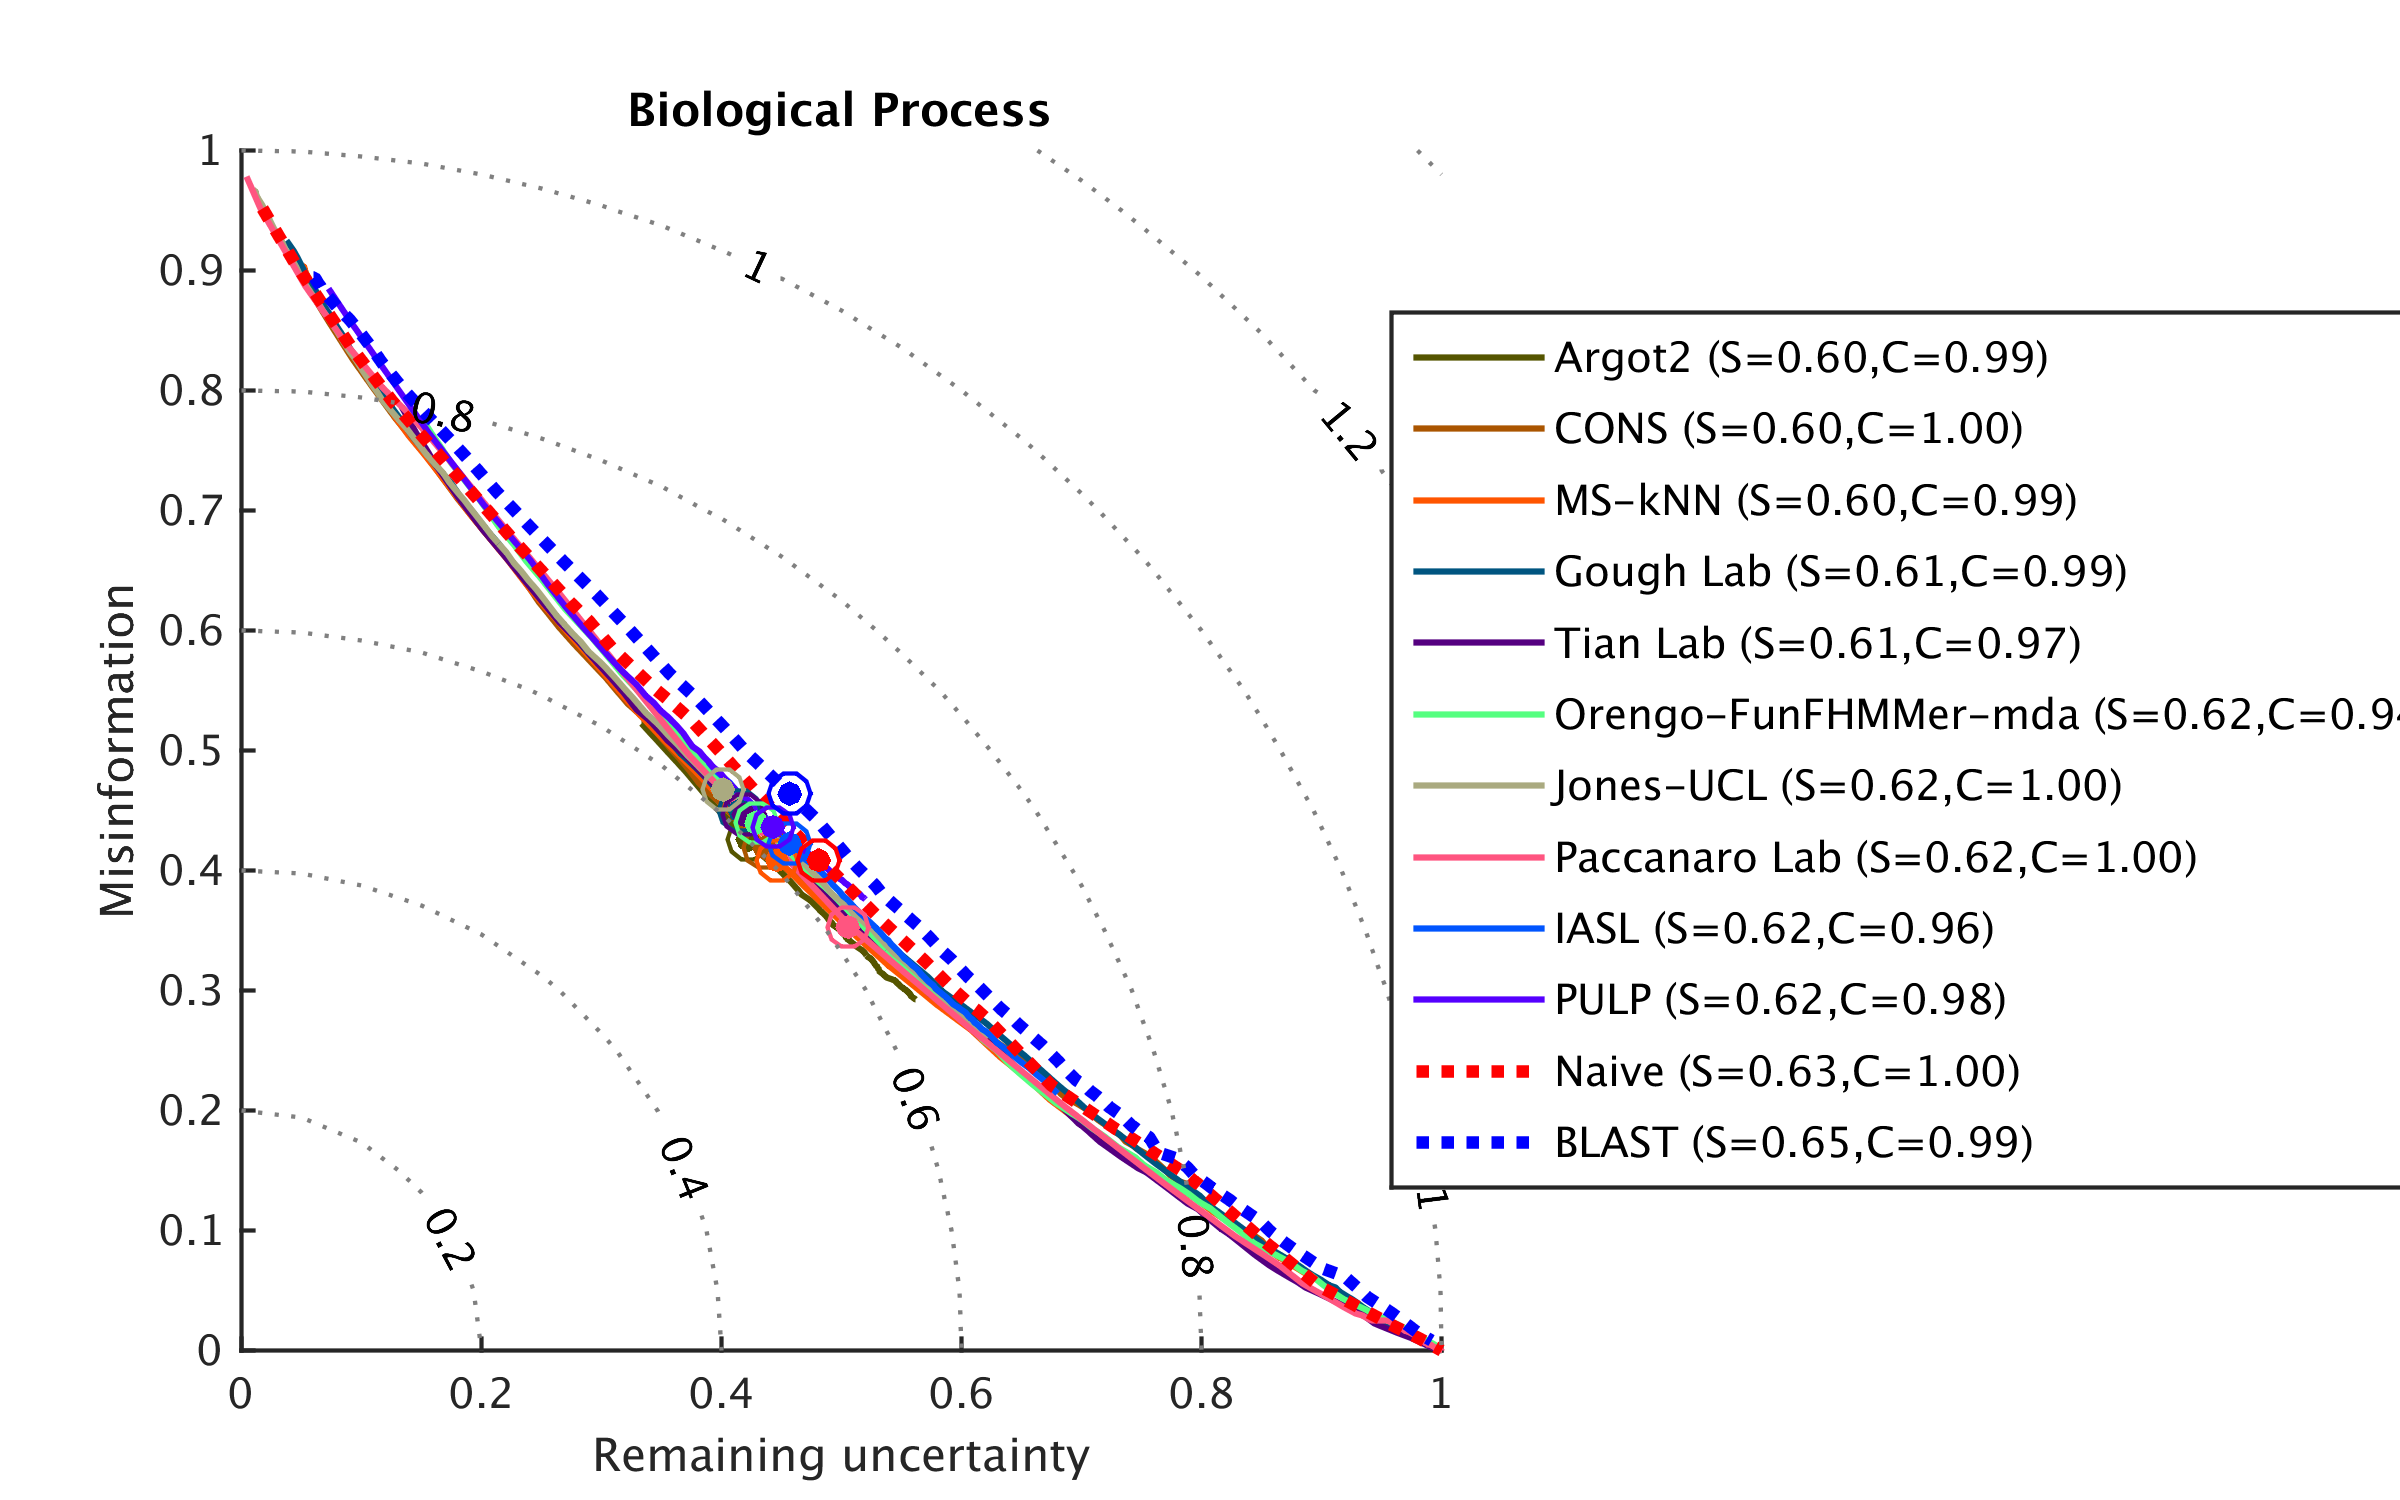 Biological Process
1
0.9
0.8
0.7
0.6
0.5
0.4
0.3
0.2
0.1
0
Misinformation
0
0.2
0.4
0.6
0.8
1
Remaining uncertainty
1
0.8
1.2
0.6
0.4
0.2
0.8
1
Argot2 (S=0.60,C=0.99)
CONS (S=0.60,C=1.00)
MS-kNN (S=0.60,C=0.99)
Gough Lab (S=0.61,C=0.99)
Tian Lab (S=0.61,C=0.97)
Orengo-FunFHMMer-mda (S=0.62,C=0.94
Jones-UCL (S=0.62,C=1.00)
Paccanaro Lab (S=0.62,C=1.00)
IASL (S=0.62,C=0.96)
PULP (S=0.62,C=0.98)
Naive (S=0.63,C=1.00)
BLAST (S=0.65,C=0.99)